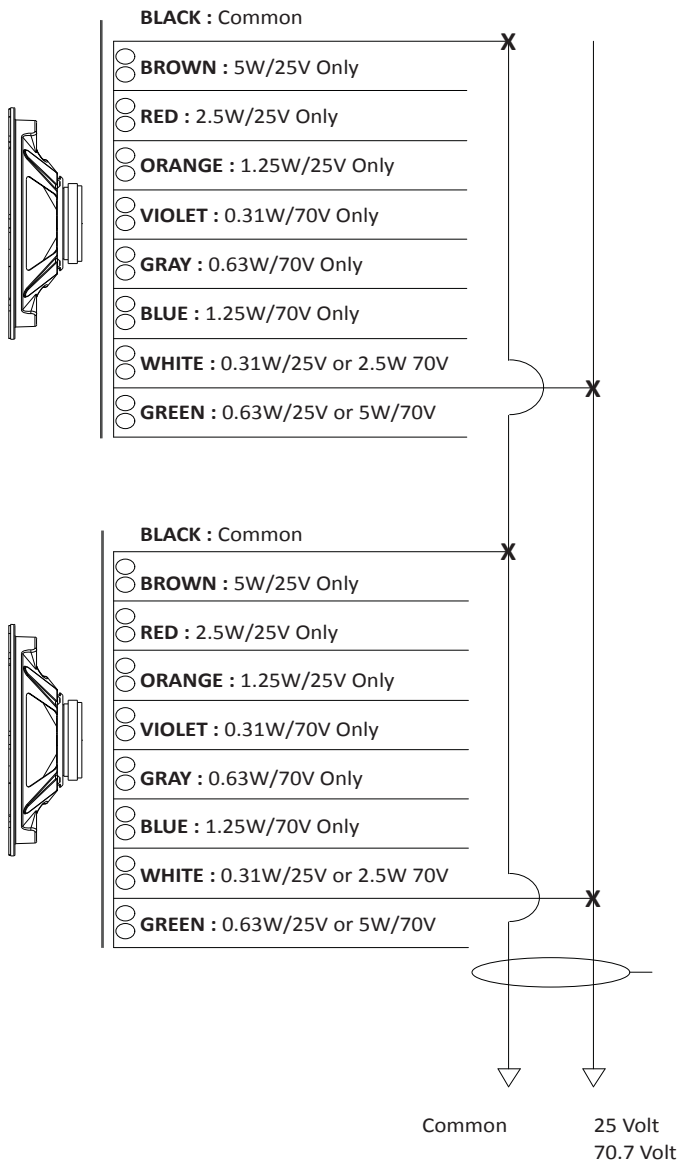 BLACK : Common
BROWN : 5W/25V Only
RED : 2.5W/25V Only
ORANGE : 1.25W/25V Only
VIOLET : 0.31W/70V Only
GRAY : 0.63W/70V Only
BLUE : 1.25W/70V Only
WHITE : 0.31W/25V or 2.5W 70V
GREEN : 0.63W/25V or 5W/70V
BLACK : Common
BROWN : 5W/25V Only
RED : 2.5W/25V Only
ORANGE : 1.25W/25V Only
VIOLET : 0.31W/70V Only
GRAY : 0.63W/70V Only
BLUE : 1.25W/70V Only
WHITE : 0.31W/25V or 2.5W 70V
GREEN : 0.63W/25V or 5W/70V
Common
25 Volt
70.7 Volt